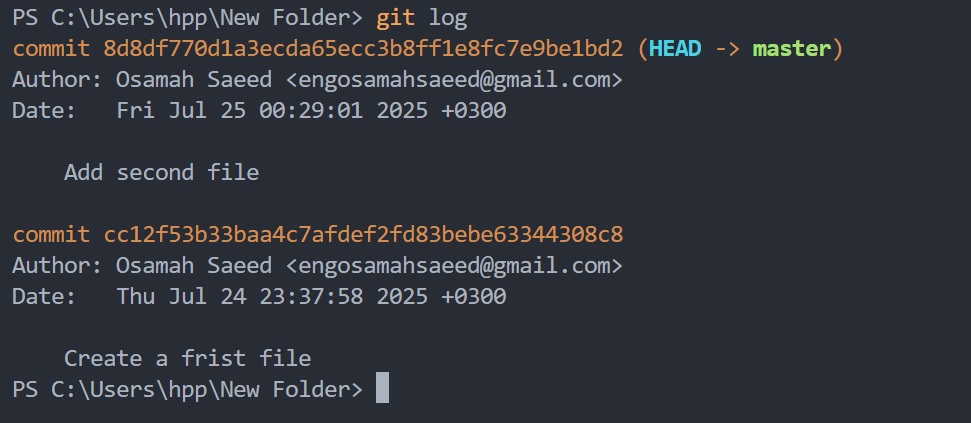 PS C:\Users\hpp\New Folder> git log
commit 8d8df770d1a3ecda65ecc3b8ff1e8fc7e9be1bd2 (HEAD -> master)
Author: Osamah Saeed <engosamahsaeed@gmail.com>
Date:   Fri Jul 25 00:29:01 2025 +0300
    Add second file
commit cc12f53b33baa4c7afdef2fd83bebe63344308c8
Author: Osamah Saeed <engosamahsaeed@gmail.com>
Date:   Thu Jul 24 23:37:58 2025 +0300
    Create a frist file
PS C:\Users\hpp\New Folder>